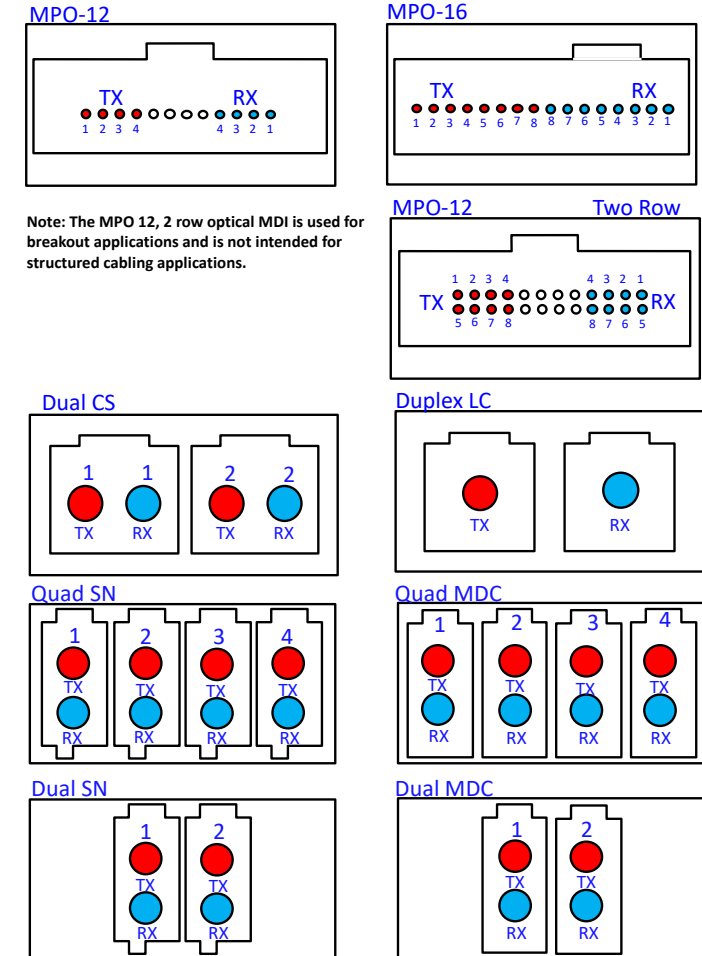 MPO-12
TX RX
1 2 3 4 4 3 2 1
Note: The MPO 12, 2 row optical MDI is used for
breakout applications and is not intended for
structured cabling applications.
MPO-16
TX RX
1 2 3 4 5 6 7 8 8 7 6 5 4 3 2 1
MPO-12 Two Row
1 2 3 4 4 3 2 1
TX RX
5 6 7 8 8 7 6 5
Dual CS
1 1 2 2
TX RX TX RX
Duplex LC
TX RX
Quad SN
1 2 3 4
TX TX TX TX
RX RX RX RX
Quad MDC
1 2 3 4
TX TX TX TX
RX RX RX RX
Dual SN
1 2
TX TX
RX RX
Dual MDC
1 2
TX TX
RX RX